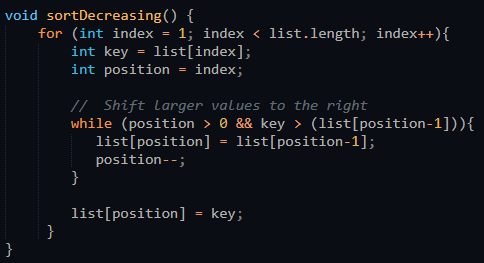 void sortDecreasing() {
for (int index = 1; index < list.length; index++){
int key = list[index];
int position = index;
//  Shift larger values to the right
while (position > 0 && key > (list[position-1])){
list[position] = list[position-1];
position--;
}
list[position] = key;
}
}